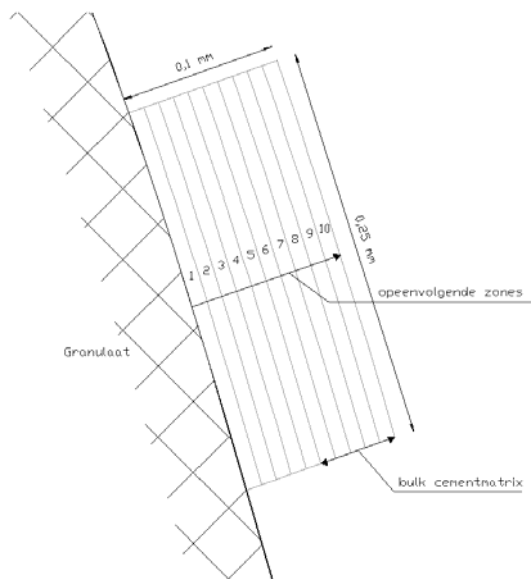 0,1 mm
1 2 3 4 5 6 7 8 9 10
0,25 mm
opeenvolgende zones
Granulaat
bulk cementmatrix